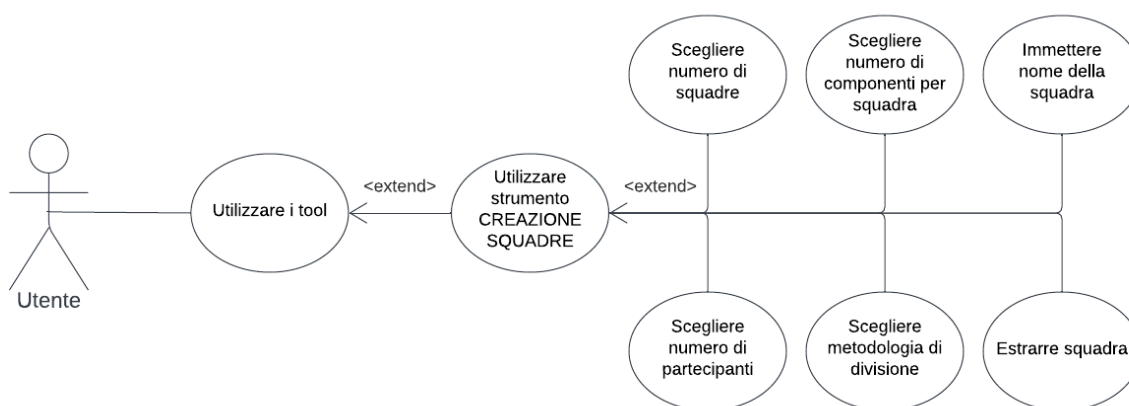 Scegliere
numero di
squadre
Scegliere
numero di
componenti per
squadra
Immettere
nome della
squadra
Utente
Utilizzare i tool
<extend>
Utilizzare
strumento
CREAZIONE
SQUADRE
<extend>
Scegliere
numero di
partecipanti
Scegliere
metodologia di
divisione
Estrarre squadra